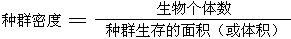 生物个体数
种群密度＝
种群生存的面积（或体积）